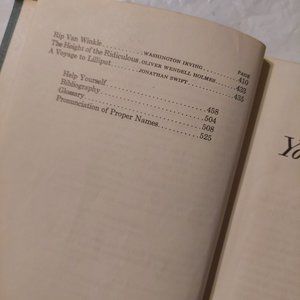 PAGE
Rip Van Winkle WASHINGTON IRVING 410
The Height of the Ridiculous OLIVER WENDELL HOLMES 433
A Voyage to Lilliput JONATHAN SWIFT 435
Help Yourself 458
Bibliography 504
Glossary 508
Pronunciation of Proper Names 525